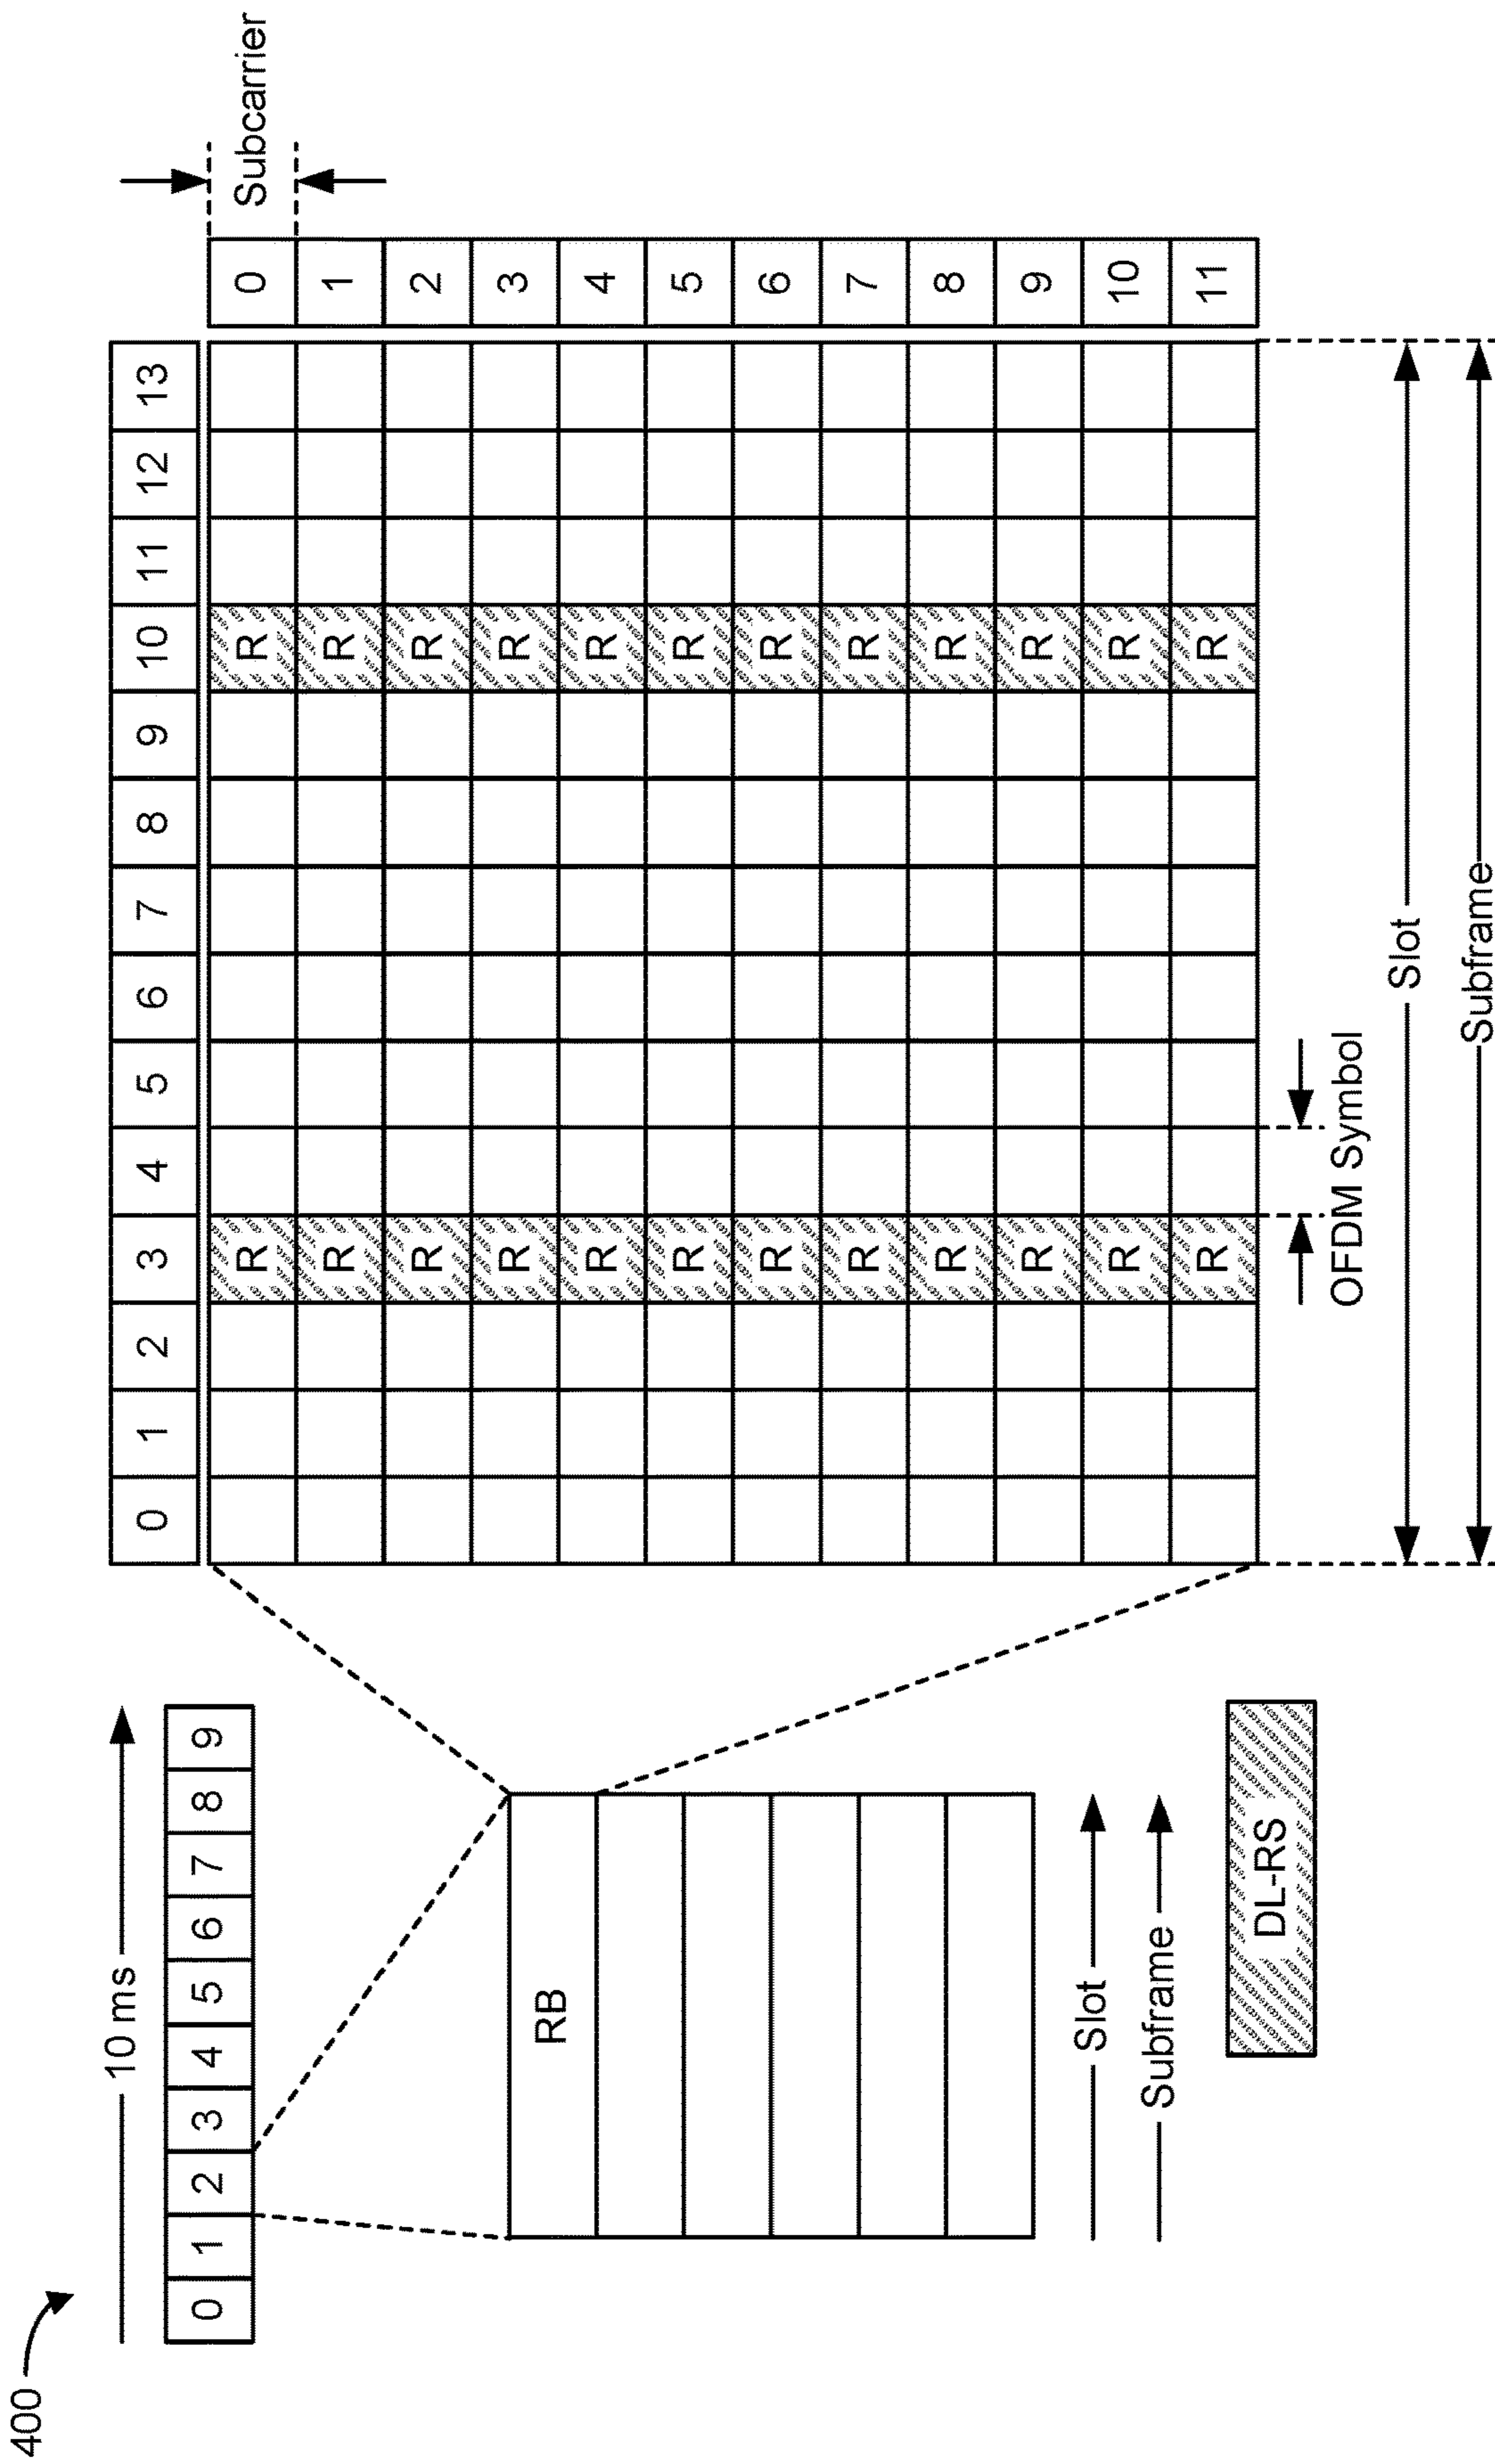 400
10 ms
0 1 2 3 4 5 6 7 8 9
RB
Slot
Subframe
DL-RS
0 1 2 3 4 5 6 7 8 9 10 11 12 13
Subcarrier
R R 0
R R 1
R R 2
R R 3
R R 4
R R 5
R R 6
R R 7
R R 8
R R 9
R R 10
R R 11
OFDM Symbol
Slot
Subframe